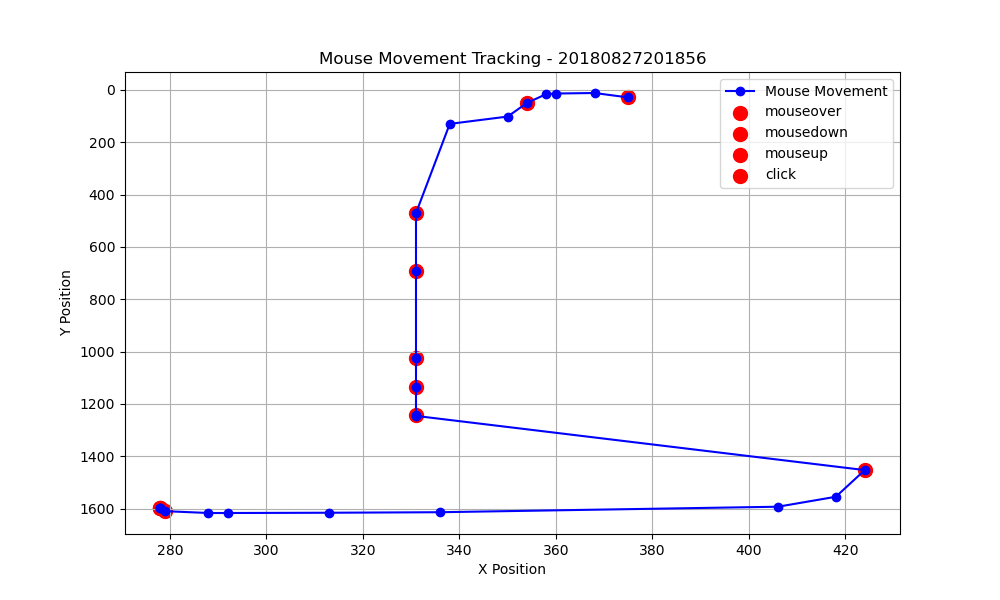 Mouse Movement Tracking - 20180827201856
Mouse Movement
mouseover
mousedown
mouseup
click
0
200
400
600
800
1000
1200
1400
1600
Y Position
280
300
320
340
360
380
400
420
X Position